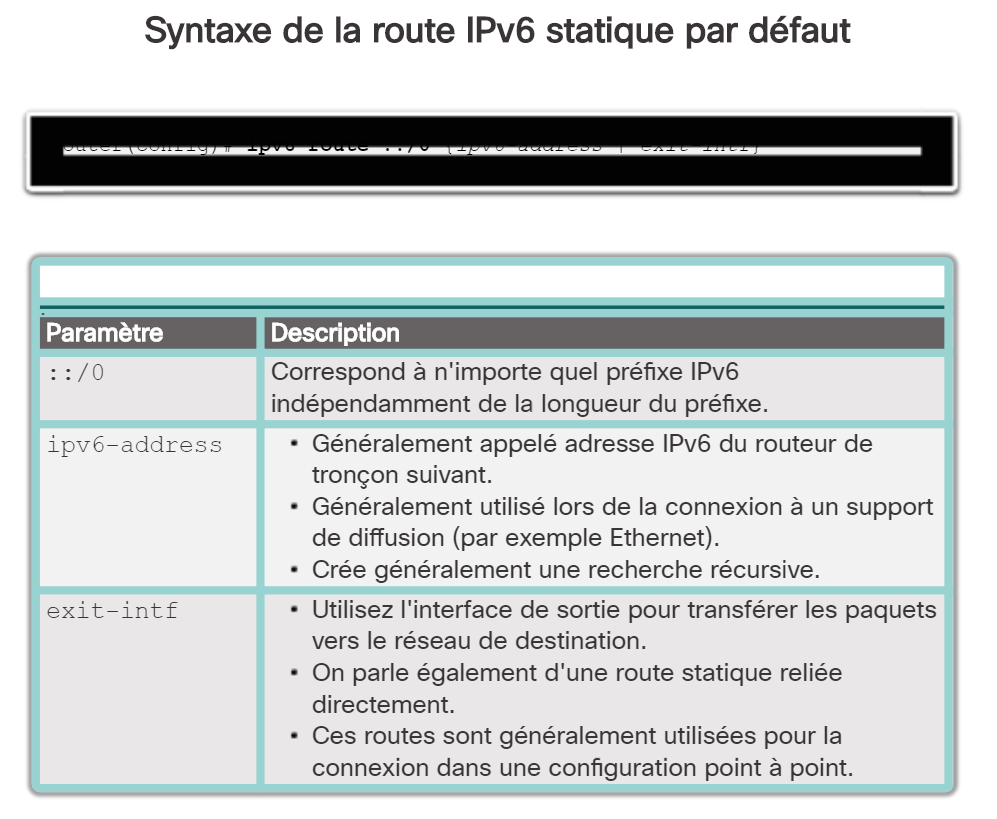 Syntaxe de la route IPv6 statique par défaut
outer(config)# ipv6 route ::/0 {ipv6-address | exit-intf}
Paramètre Description
::/0 Correspond à n'importe quel préfixe IPv6
indépendamment de la longueur du préfixe.
ipv6-address • Généralement appelé adresse IPv6 du routeur de
tronçon suivant.
• Généralement utilisé lors de la connexion à un support
de diffusion (par exemple Ethernet).
• Crée généralement une recherche récursive.
exit-intf • Utilisez l'interface de sortie pour transférer les paquets
vers le réseau de destination.
• On parle également d'une route statique reliée
directement.
• Ces routes sont généralement utilisées pour la
connexion dans une configuration point à point.